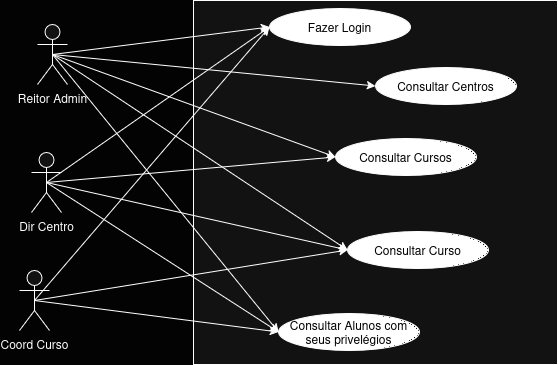 Fazer Login
Consultar Centros
Reitor Admin
Consultar Cursos
Dir Centro
Consultar Curso
Consultar Alunos com
seus privelégios
Coord Curso